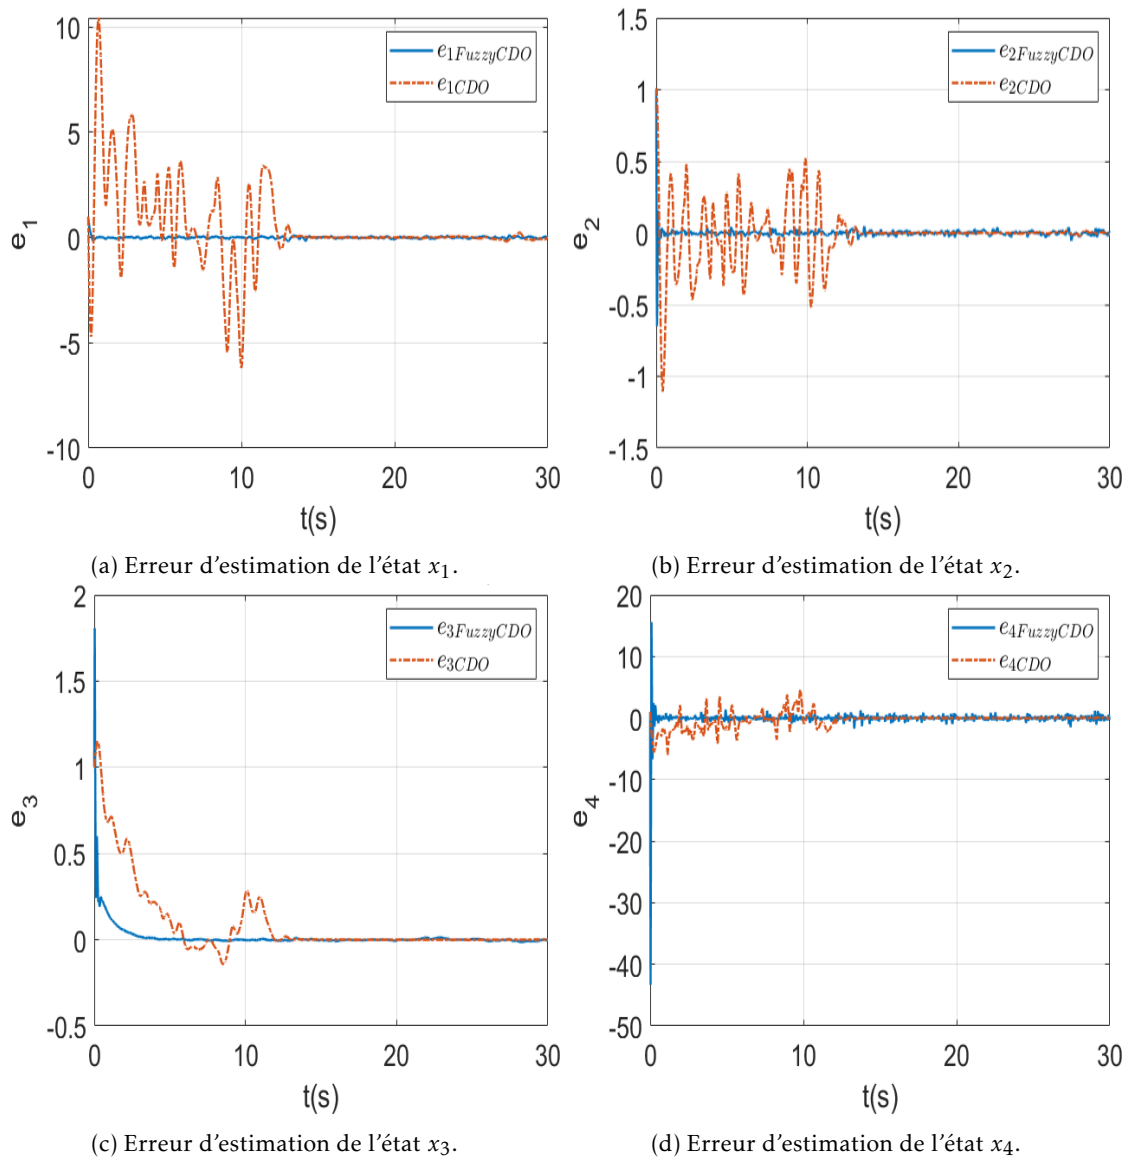 10
5
0
-5
-10
0
10
20
30
e1
t(s)
e1FuzzyCDO
e1CDO
(a) Erreur d’estimation de l’état x1.
1.5
1
0.5
0
-0.5
-1
-1.5
0
10
20
30
e2
t(s)
e2FuzzyCDO
e2CDO
(b) Erreur d’estimation de l’état x2.
2
1.5
1
0.5
0
-0.5
0
10
20
30
e3
t(s)
e3FuzzyCDO
e3CDO
(c) Erreur d’estimation de l’état x3.
20
10
0
-10
-20
-30
-40
-50
0
10
20
30
e4
t(s)
e4FuzzyCDO
e4CDO
(d) Erreur d’estimation de l’état x4.